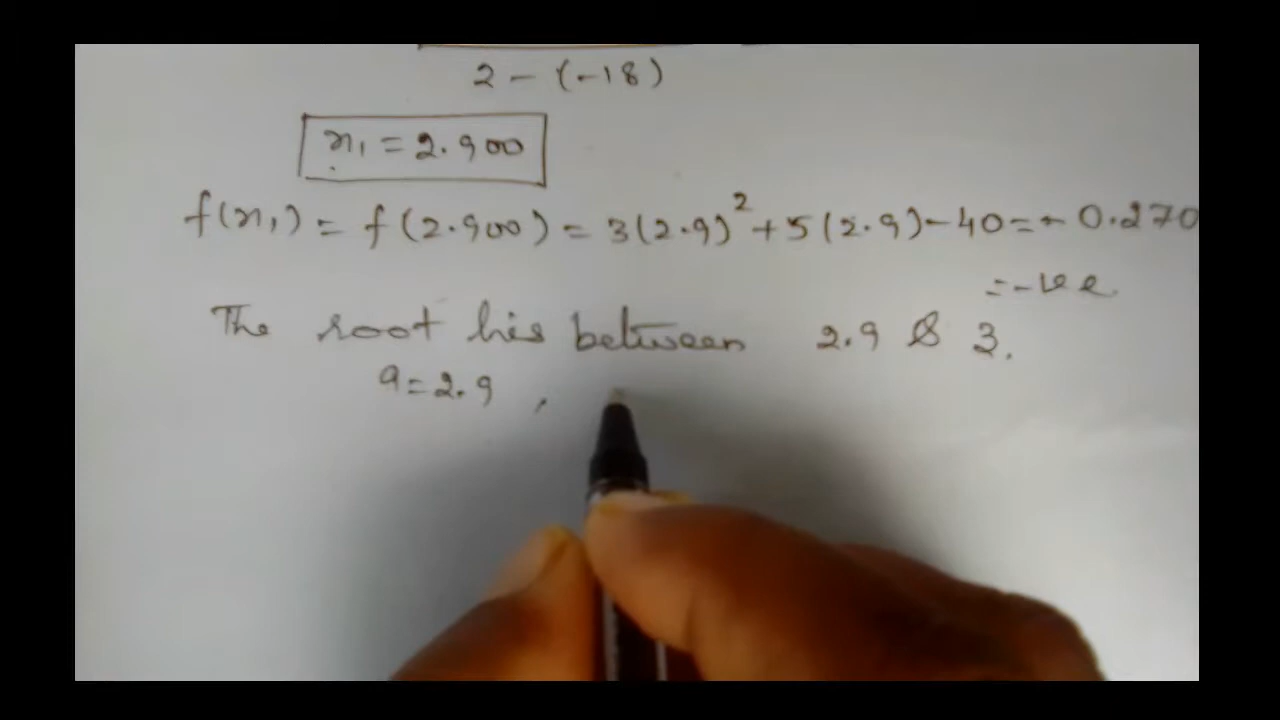 2 - (-18)
x₁ = 2.900
f(x₁) = f(2.900) = 3(2.9)² + 5(2.9) - 40 = - 0.270
= -ve
The root lies between 2.9 & 3.
a = 2.9 ,